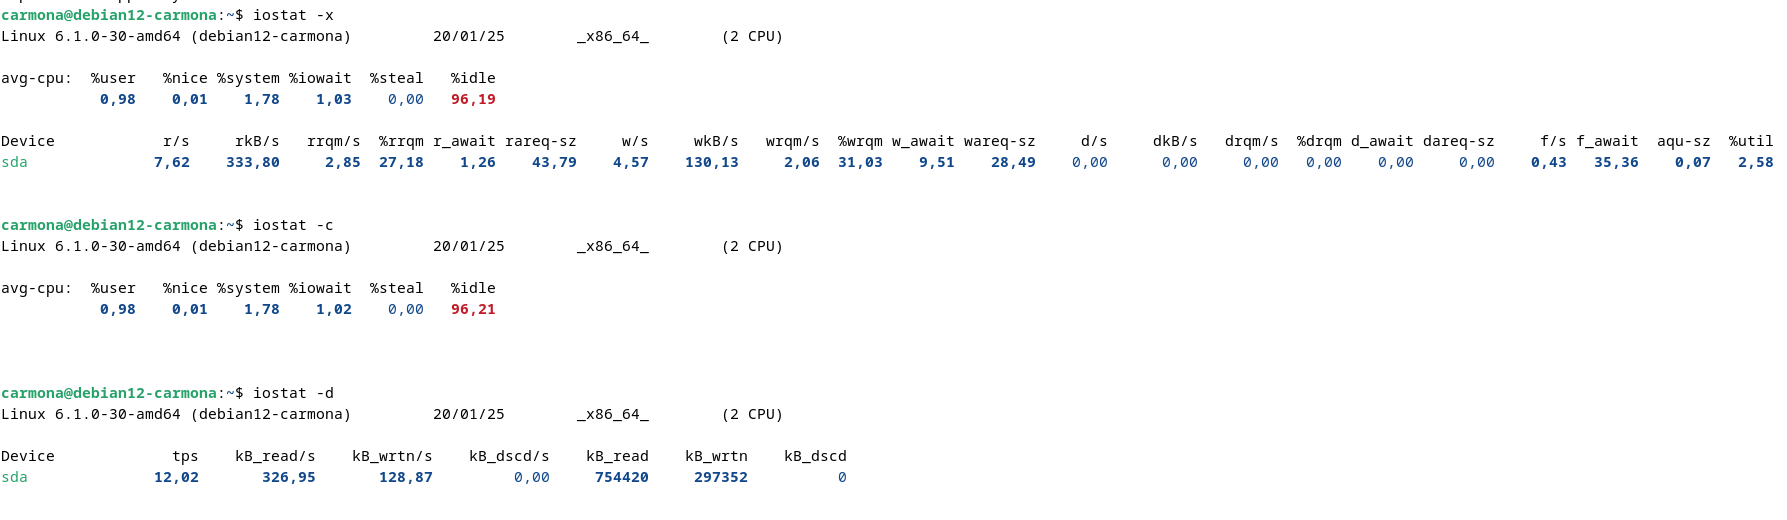 carmona@debian12-carmona:~$ iostat -x
Linux 6.1.0-30-amd64 (debian12-carmona) 20/01/25 _x86_64_ (2 CPU)
avg-cpu: %user %nice %system %iowait %steal %idle
0,98 0,01 1,78 1,03 0,00 96,19
Device r/s rkB/s rrqm/s %rrqm r_await rareq-sz w/s wkB/s wrqm/s %wrqm w_await wareq-sz d/s dkB/s drqm/s %drqm d_await dareq-sz f/s f_await aqu-sz %util
sda 7,62 333,80 2,85 27,18 1,26 43,79 4,57 130,13 2,06 31,03 9,51 28,49 0,00 0,00 0,00 0,00 0,00 0,00 0,43 35,36 0,07 2,58
carmona@debian12-carmona:~$ iostat -c
Linux 6.1.0-30-amd64 (debian12-carmona) 20/01/25 _x86_64_ (2 CPU)
avg-cpu: %user %nice %system %iowait %steal %idle
0,98 0,01 1,78 1,02 0,00 96,21
carmona@debian12-carmona:~$ iostat -d
Linux 6.1.0-30-amd64 (debian12-carmona) 20/01/25 _x86_64_ (2 CPU)
Device tps kB_read/s kB_wrtn/s kB_dscd/s kB_read kB_wrtn kB_dscd
sda 12,02 326,95 128,87 0,00 754420 297352 0